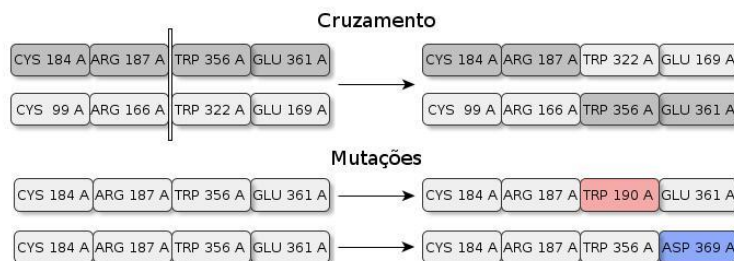 Cruzamento
CYS 184 A ARG 187 A TRP 356 A GLU 361 A CYS 184 A ARG 187 A TRP 322 A GLU 169 A
CYS 99 A ARG 166 A TRP 322 A GLU 169 A CYS 99 A ARG 166 A TRP 356 A GLU 361 A
Mutações
CYS 184 A ARG 187 A TRP 356 A GLU 361 A CYS 184 A ARG 187 A TRP 190 A GLU 361 A
CYS 184 A ARG 187 A TRP 356 A GLU 361 A CYS 184 A ARG 187 A TRP 356 A ASP 369 A